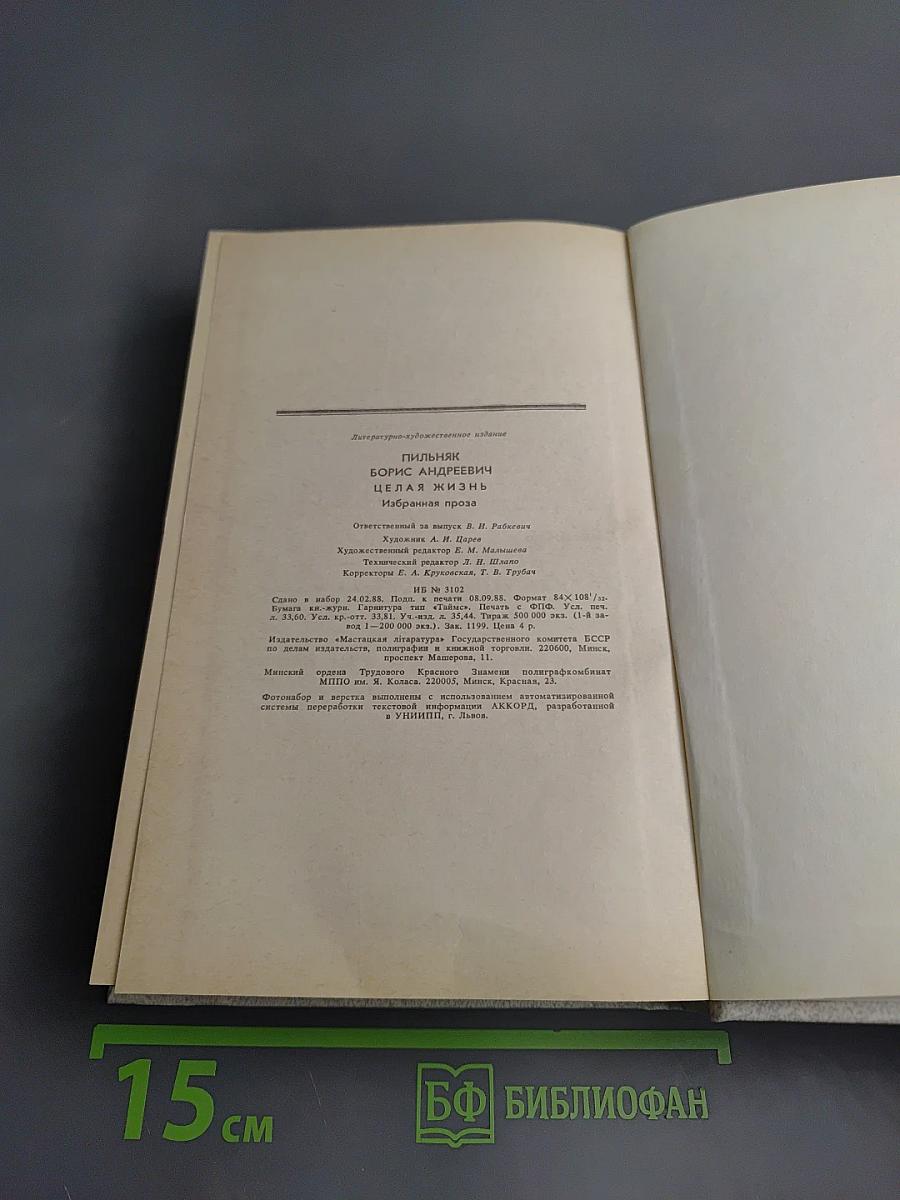 Литературно-художественное издание
ПИЛЬНЯК
БОРИС АНДРЕЕВИЧ
ЦЕЛАЯ ЖИЗНЬ
Избранная проза
Ответственный за выпуск В. И. Рабкевич
Художник А. И. Царев
Художественный редактор Е. М. Малышева
Технический редактор Л. Н. Шлапо
Корректоры Е. А. Круковская, Т. В. Трубач
ИБ № 3102
Сдано в набор 24.02.88. Подп. к печати 08.09.88. Формат 84×108¹/₃₂.
Бумага кн.-журн. Гарнитура тип «Таймс». Печать с ФПФ. Усл. печ.
л. 33,60. Усл. кр.-отт. 33,81. Уч.-изд. л. 35,44. Тираж 500 000 экз. (1-й за-
вод 1—200 000 экз.). Зак. 1199. Цена 4 р.
Издательство «Мастацкая літаратура» Государственного комитета БССР
по делам издательств, полиграфии и книжной торговли. 220600, Минск,
проспект Машерова, 11.
Минский ордена Трудового Красного Знамени полиграфкомбинат
МППО им. Я. Коласа. 220005, Минск, Красная, 23.
Фотонабор и верстка выполнены с использованием автоматизированной
системы переработки текстовой информации АККОРД, разработанной
в УНИИПП, г. Львов.
15 см
БФ БИБЛИОФАН